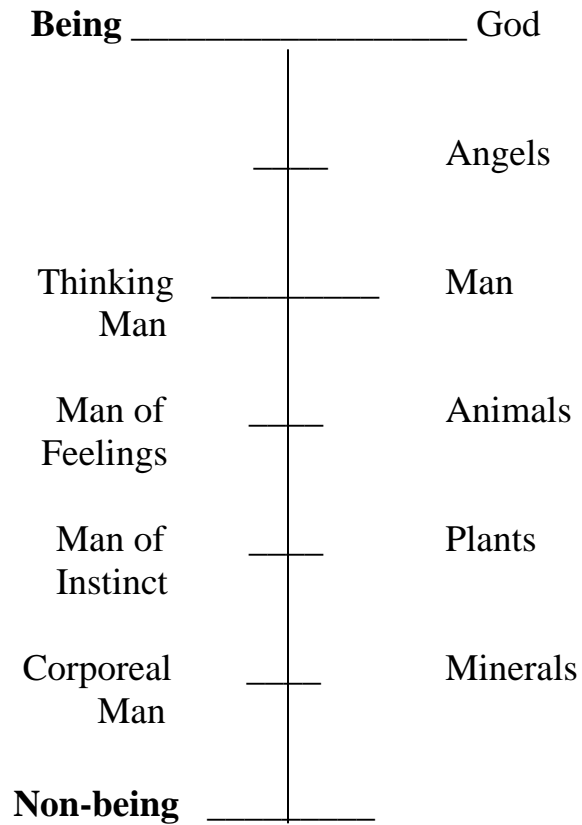 Being God
Angels
Thinking Man
Man
Man of Animals
Feelings
Man of Plants
Instinct
Corporeal Minerals
Man
Non-being